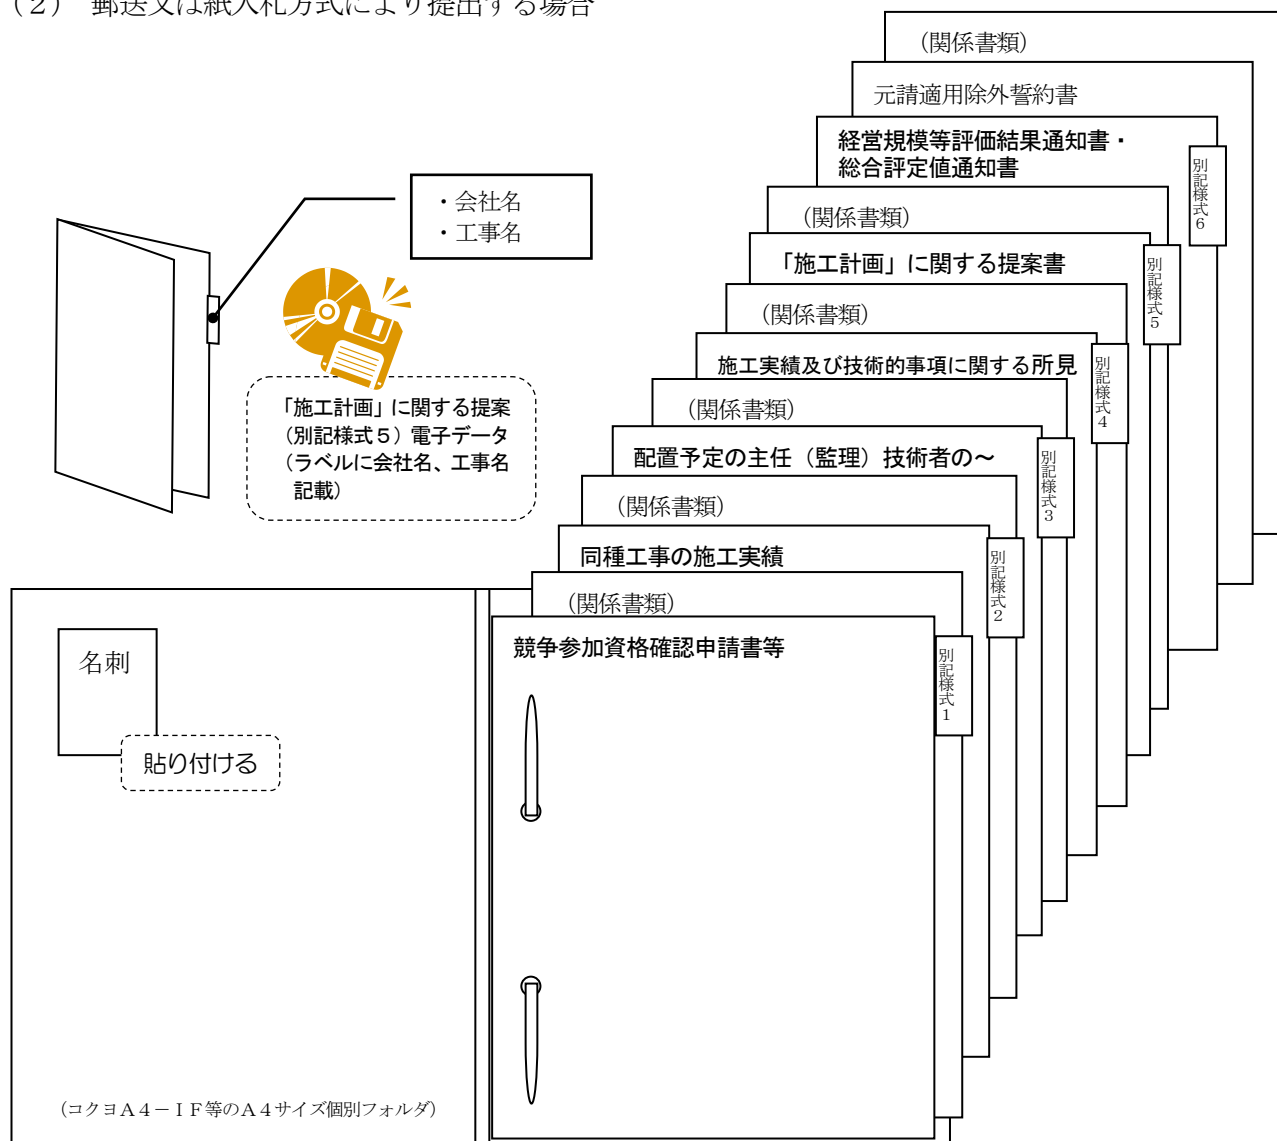 （２）　郵送又は紙入札方式により提出する場合
（関係書類）
元請適用除外誓約書
経営規模等評価結果通知書・
総合評定値通知書
別記様式６
・会社名
・工事名
（関係書類）
「施工計画」に関する提案書
別記様式５
（関係書類）
施工実績及び技術的事項に関する所見
別記様式４
「施工計画」に関する提案
（別記様式５）電子データ
（ラベルに会社名、工事名
記載）
（関係書類）
配置予定の主任（監理）技術者の～
別記様式３
（関係書類）
同種工事の施工実績
別記様式２
（関係書類）
競争参加資格確認申請書等
別記様式１
名刺
貼り付ける
（コクヨＡ４－ＩＦ等のＡ４サイズ個別フォルダ）